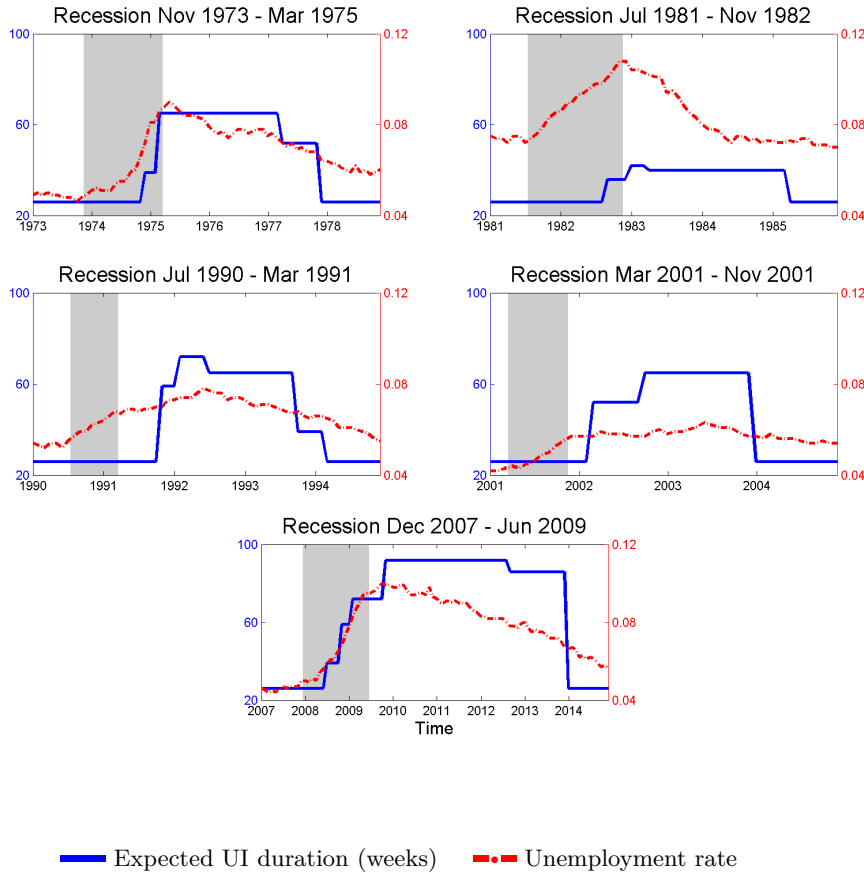 Recession Nov 1973 - Mar 1975
100
60
20
0.12
0.08
0.04
1973 1974 1975 1976 1977 1978
Recession Jul 1981 - Nov 1982
100
60
20
0.12
0.08
0.04
1981 1982 1983 1984 1985
Recession Jul 1990 - Mar 1991
100
60
20
0.12
0.08
0.04
1990 1991 1992 1993 1994
Recession Mar 2001 - Nov 2001
100
60
20
0.12
0.08
0.04
2001 2002 2003 2004
Recession Dec 2007 - Jun 2009
100
60
20
0.12
0.08
0.04
2007 2008 2009 2010 2011 2012 2013 2014
Time
Expected UI duration (weeks) Unemployment rate